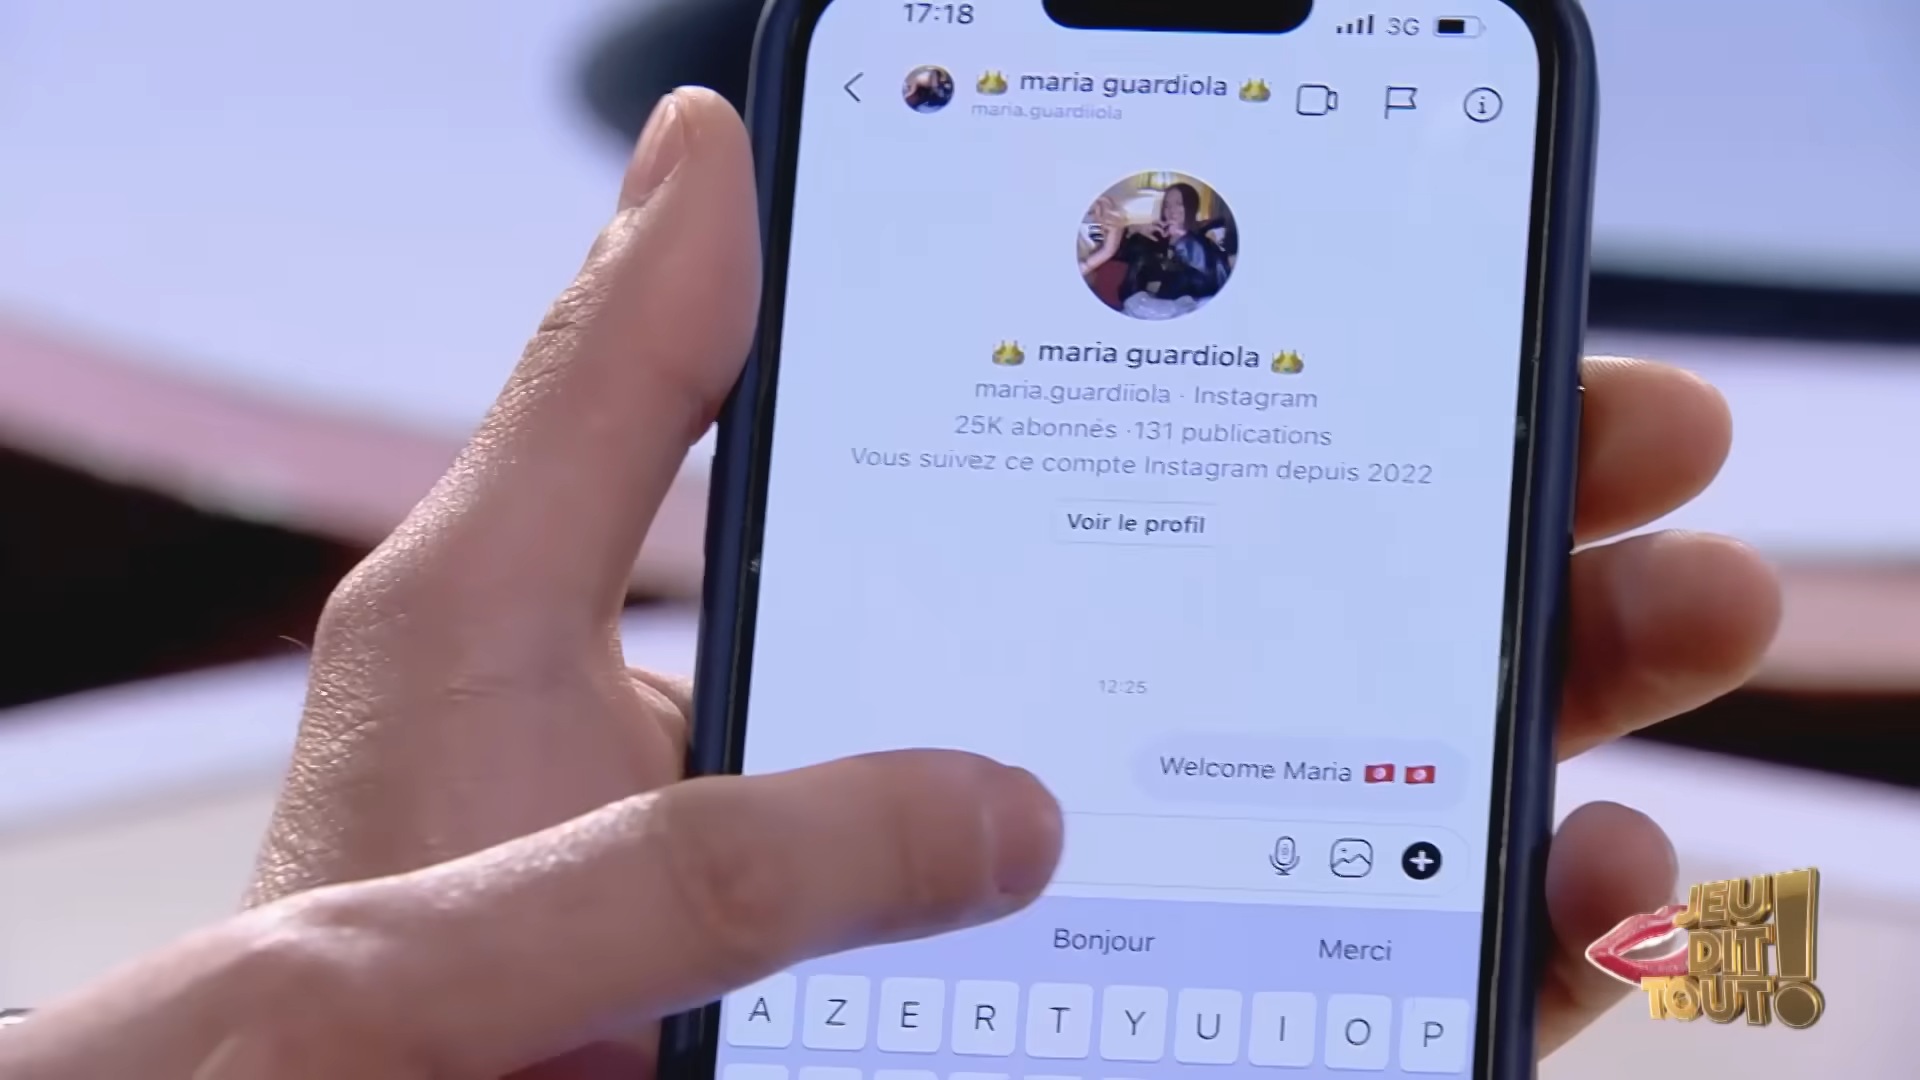 17:18 3G
maria guardiola
maria.guardiiola
maria guardiola
maria.guardiiola · Instagram
25K abonnés · 131 publications
Vous suivez ce compte Instagram depuis 2022
Voir le profil
12:25
Welcome Maria 🇹🇳 🇹🇳
Bonjour Merci
A Z E R T Y U I O P
JEU
DIT
TOUT!